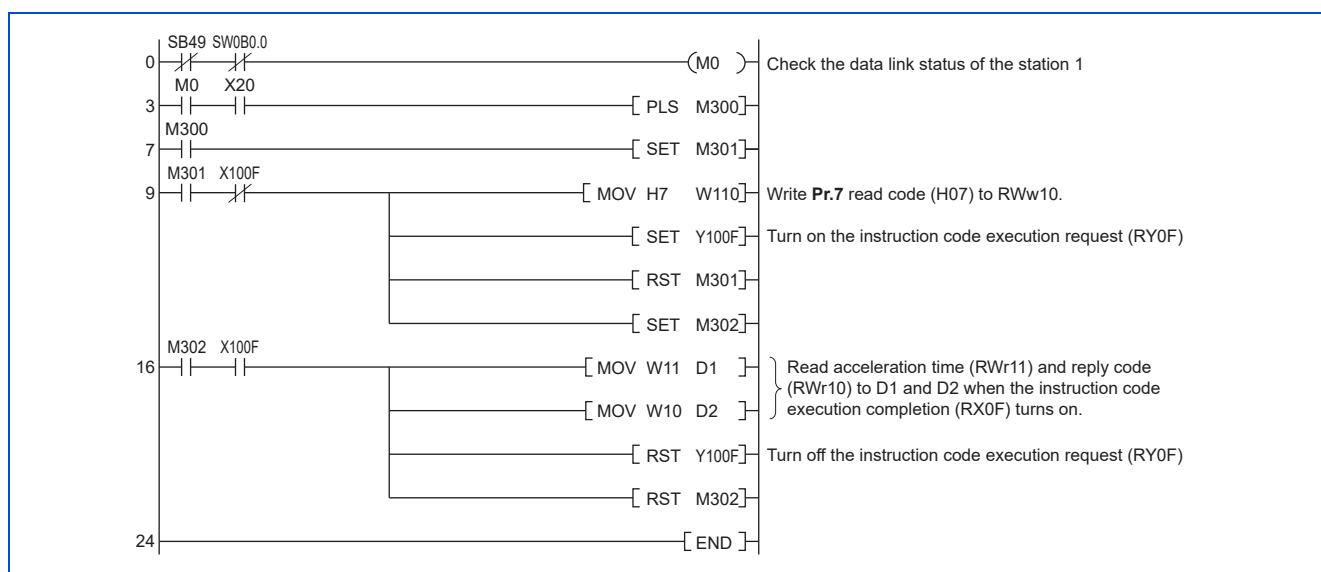 SB49 SW0B0.0
0 (M0 ) Check the data link status of the station 1
M0 X20
3 [ PLS M300]
M300
7 [ SET M301]
M301 X100F
9 [ MOV H7 W110] Write Pr.7 read code (H07) to RWw10.
[ SET Y100F] Turn on the instruction code execution request (RY0F)
[ RST M301]
[ SET M302]
M302 X100F
16 [ MOV W11 D1 ] Read acceleration time (RWr11) and reply code
(RWr10) to D1 and D2 when the instruction code
[ MOV W10 D2 ] execution completion (RX0F) turns on.
[ RST Y100F] Turn off the instruction code execution request (RY0F)
[ RST M302]
24 [ END ]